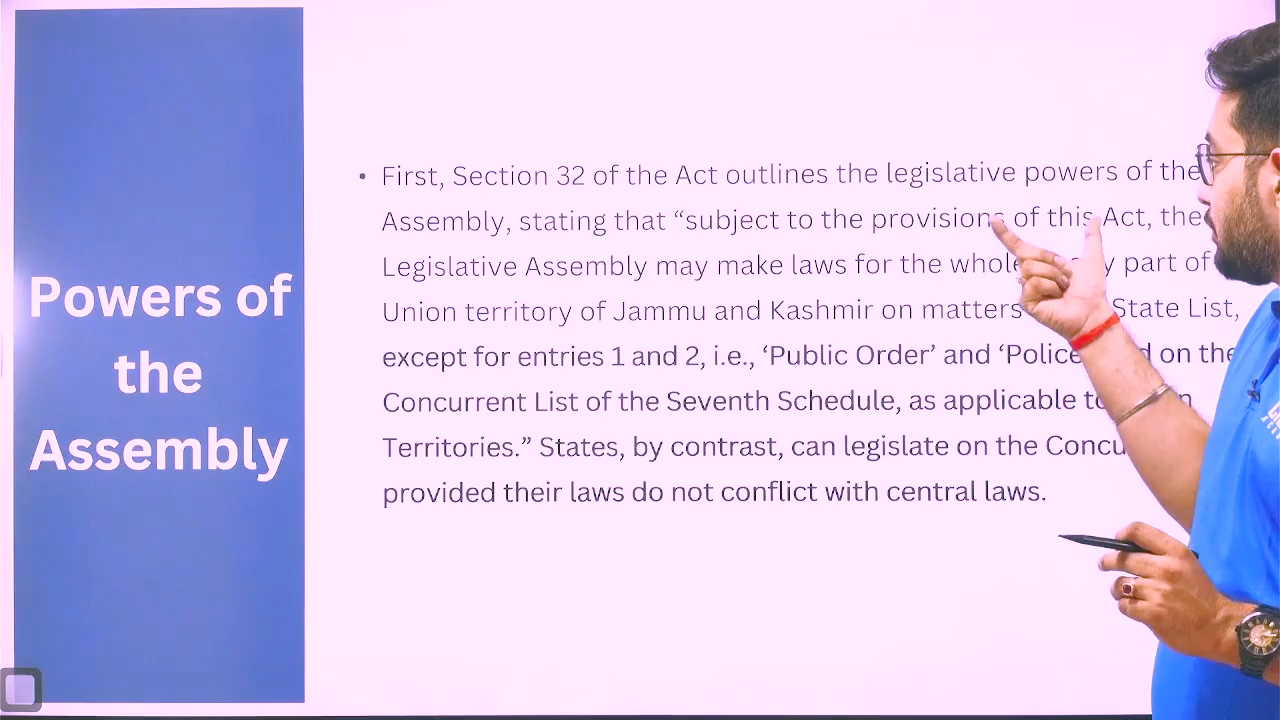 Powers of
the
Assembly
• First, Section 32 of the Act outlines the legislative powers of the
Assembly, stating that “subject to the provisions of this Act, the
Legislative Assembly may make laws for the whole part of
Union territory of Jammu and Kashmir on matters State List,
except for entries 1 and 2, i.e., ‘Public Order’ and ‘Police on the
Concurrent List of the Seventh Schedule, as applicable
Territories.” States, by contrast, can legislate on the
provided their laws do not conflict with central laws.